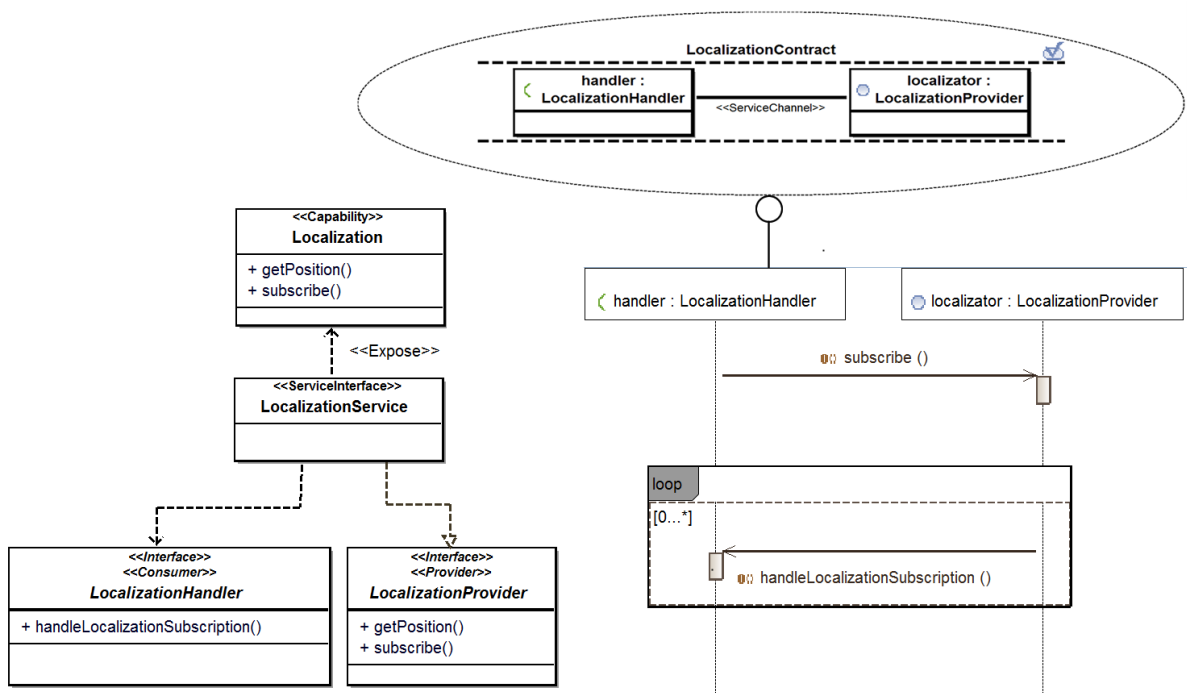 LocalizationContract
handler :
LocalizationHandler
<<ServiceChannel>>
localizator :
LocalizationProvider
<<Capability>>
Localization
+ getPosition()
+ subscribe()
<<Expose>>
<<ServiceInterface>>
LocalizationService
<<Interface>>
<<Consumer>>
LocalizationHandler
+ handleLocalizationSubscription()
<<Interface>>
<<Provider>>
LocalizationProvider
+ getPosition()
+ subscribe()
handler : LocalizationHandler
localizator : LocalizationProvider
subscribe ()
loop
[0...*]
handleLocalizationSubscription ()